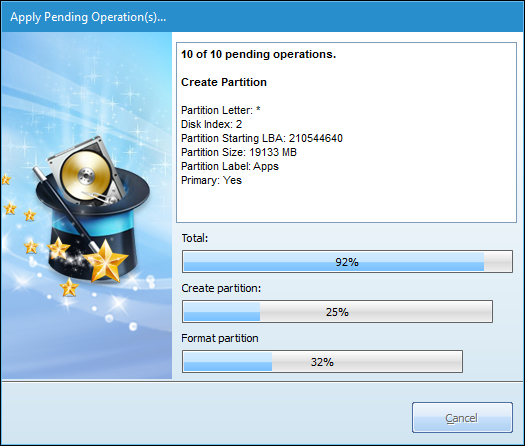 Apply Pending Operation(s)...
10 of 10 pending operations.
Create Partition
Partition Letter: *
Disk Index: 2
Partition Starting LBA: 210544640
Partition Size: 19133 MB
Partition Label: Apps
Primary: Yes
Total:
92%
Create partition:
25%
Format partition
32%
Cancel